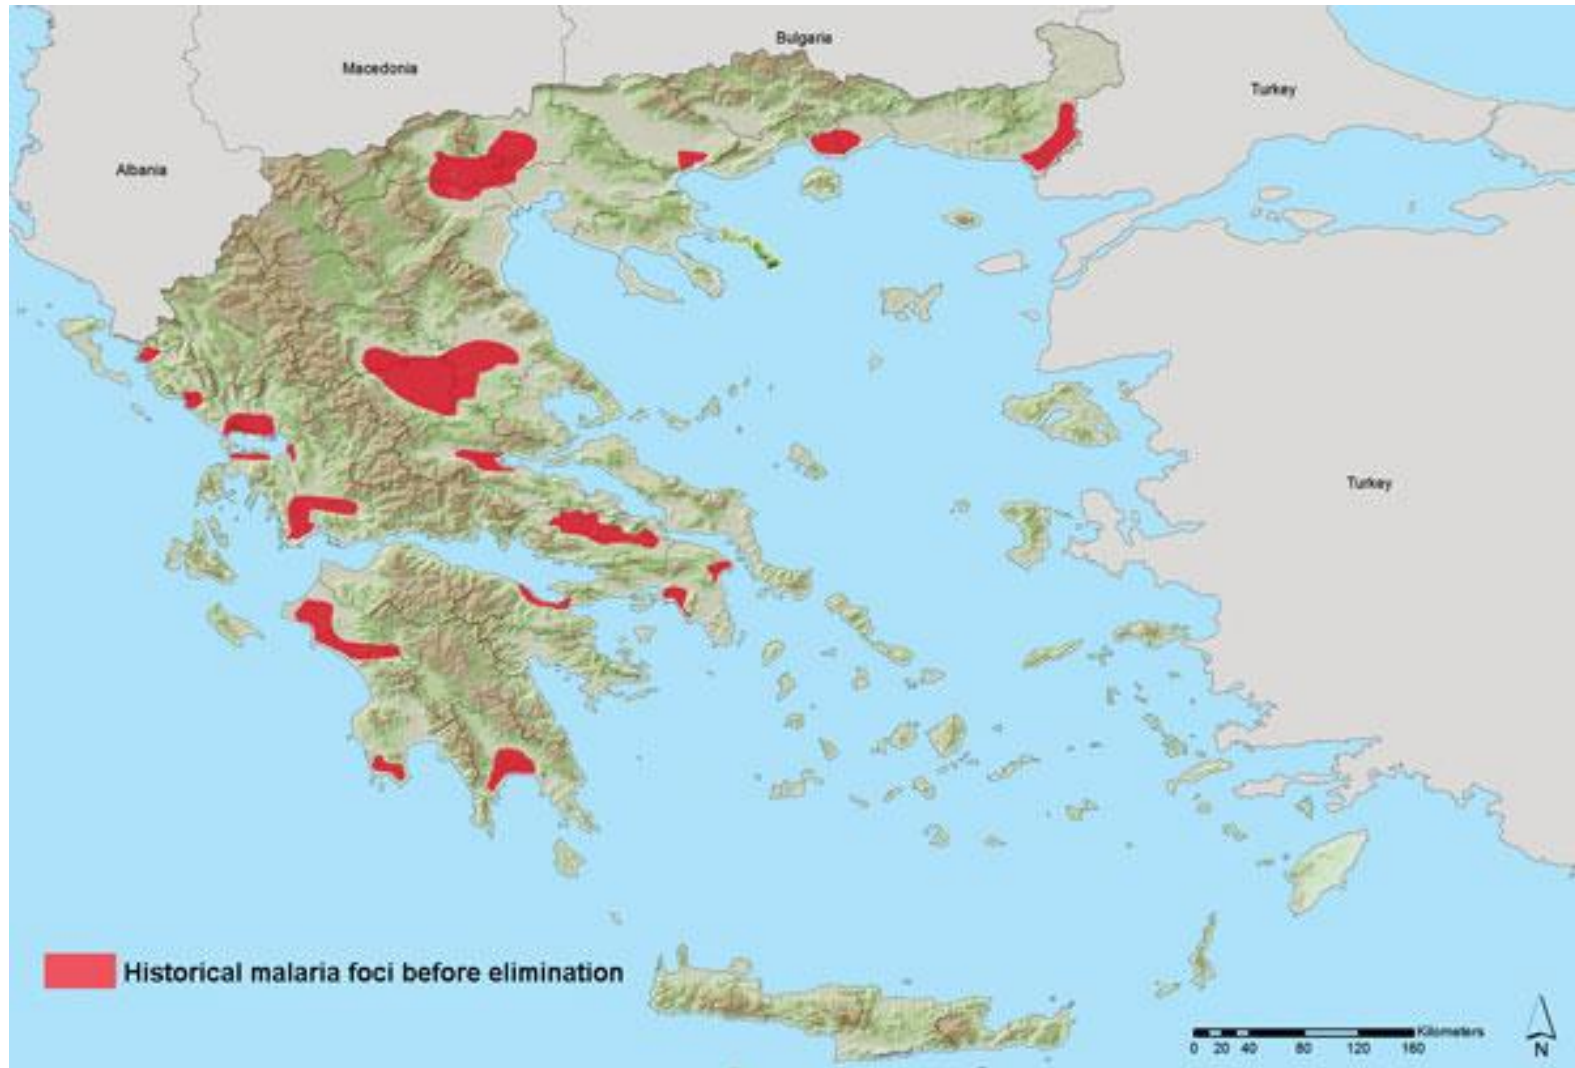 Bulgaria
Macedonia
Turkey
Albania
Turkey
Historical malaria foci before elimination
Kilometers
0 20 40 80 120 160
N